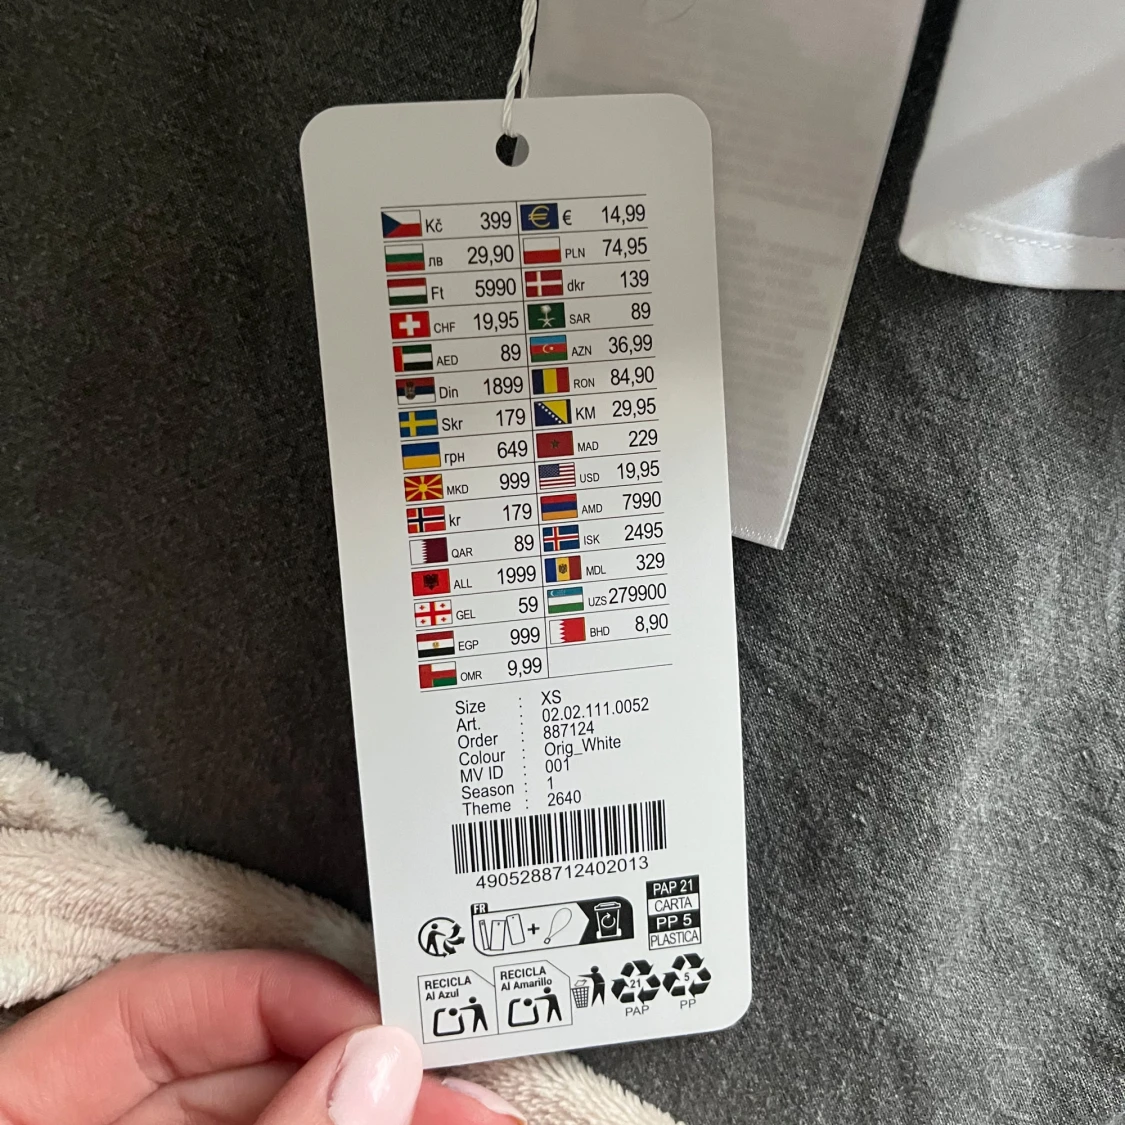 Kč 399 € 14,99
лв 29,90 PLN 74,95
Ft 5990 dkr 139
CHF 19,95 SAR 89
AED 89 AZN 36,99
Din 1899 RON 84,90
Skr 179 KM 29,95
грн 649 MAD 229
MKD 999 USD 19,95
kr 179 AMD 7990
QAR 89 ISK 2495
ALL 1999 MDL 329
GEL 59 UZS 279900
EGP 999 BHD 8,90
OMR 9,99
Size : XS
Art. : 02.02.111.0052
Order : 887124
Colour : Orig_White
MV ID : 001
Season : 1
Theme : 2640
4905288712402013
FR
+
PAP 21
CARTA
PP 5
PLASTICA
RECICLA
Al Azul
RECICLA
Al Amarillo
21
PAP
5
PP